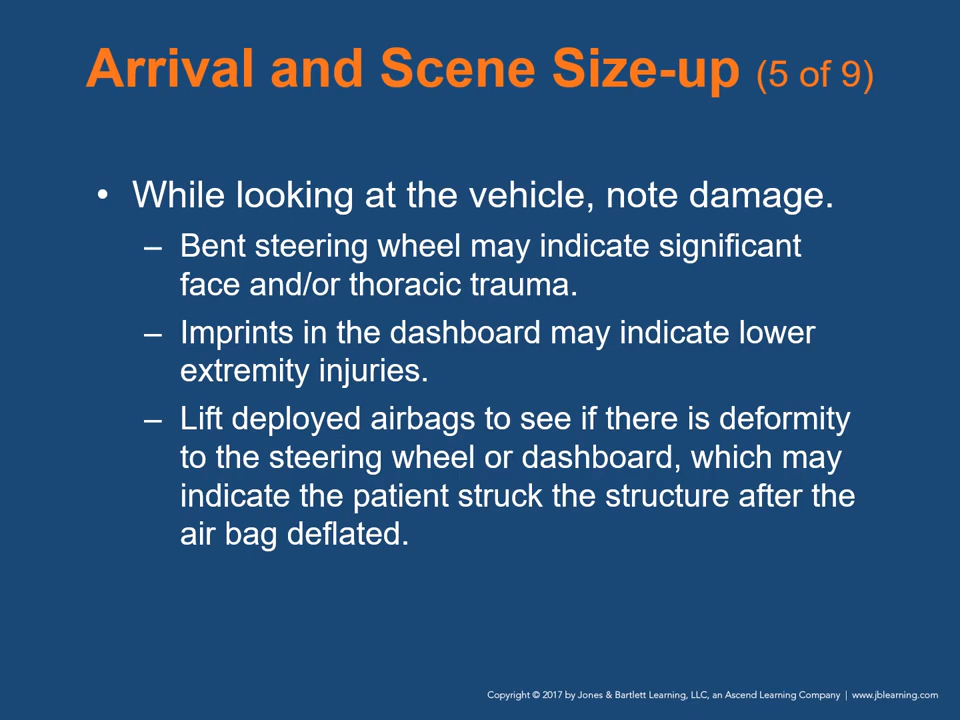 Arrival and Scene Size-up (5 of 9)
• While looking at the vehicle, note damage.
– Bent steering wheel may indicate significant
face and/or thoracic trauma.
– Imprints in the dashboard may indicate lower
extremity injuries.
– Lift deployed airbags to see if there is deformity
to the steering wheel or dashboard, which may
indicate the patient struck the structure after the
air bag deflated.
Copyright © 2017 by Jones & Bartlett Learning, LLC, an Ascend Learning Company | www.jblearning.com